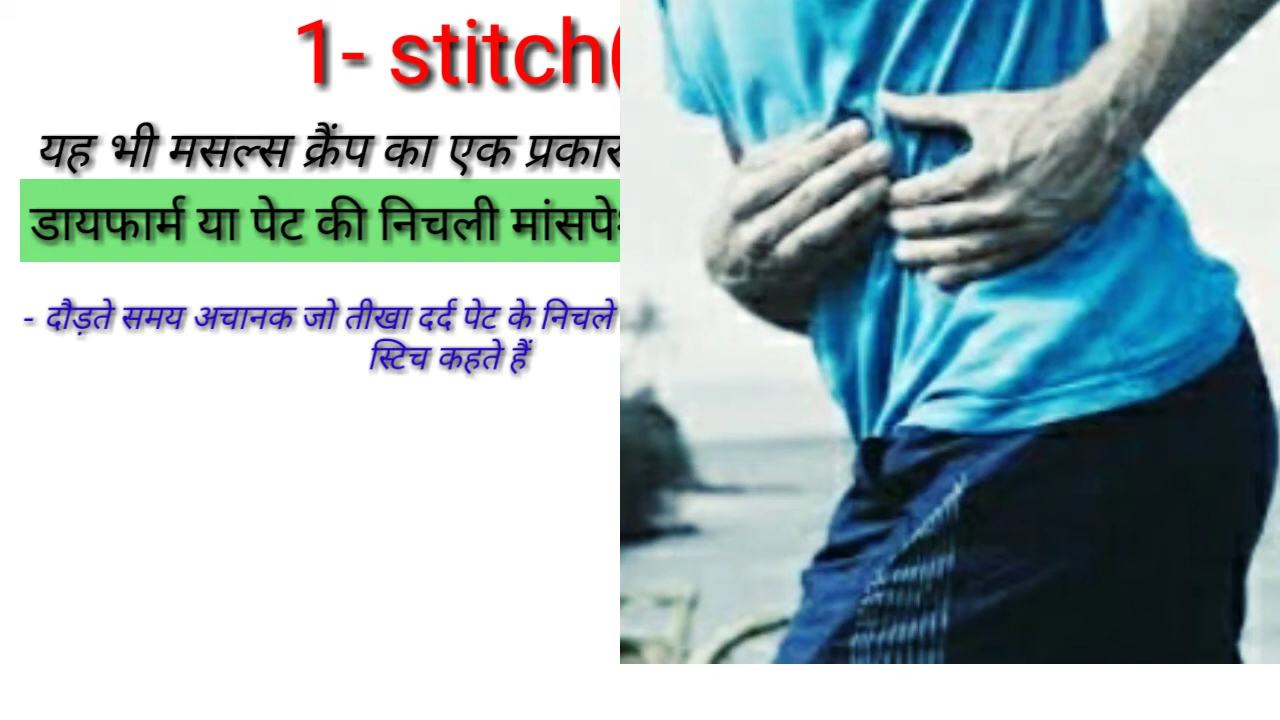 1- stitch(
यह भी मसल्स क्रैंप का एक प्रकार
डायफार्म या पेट की निचली
- दौड़ते समय अचानक जो तीखा दर्द पेट के निचले
स्टिच कहते हैं